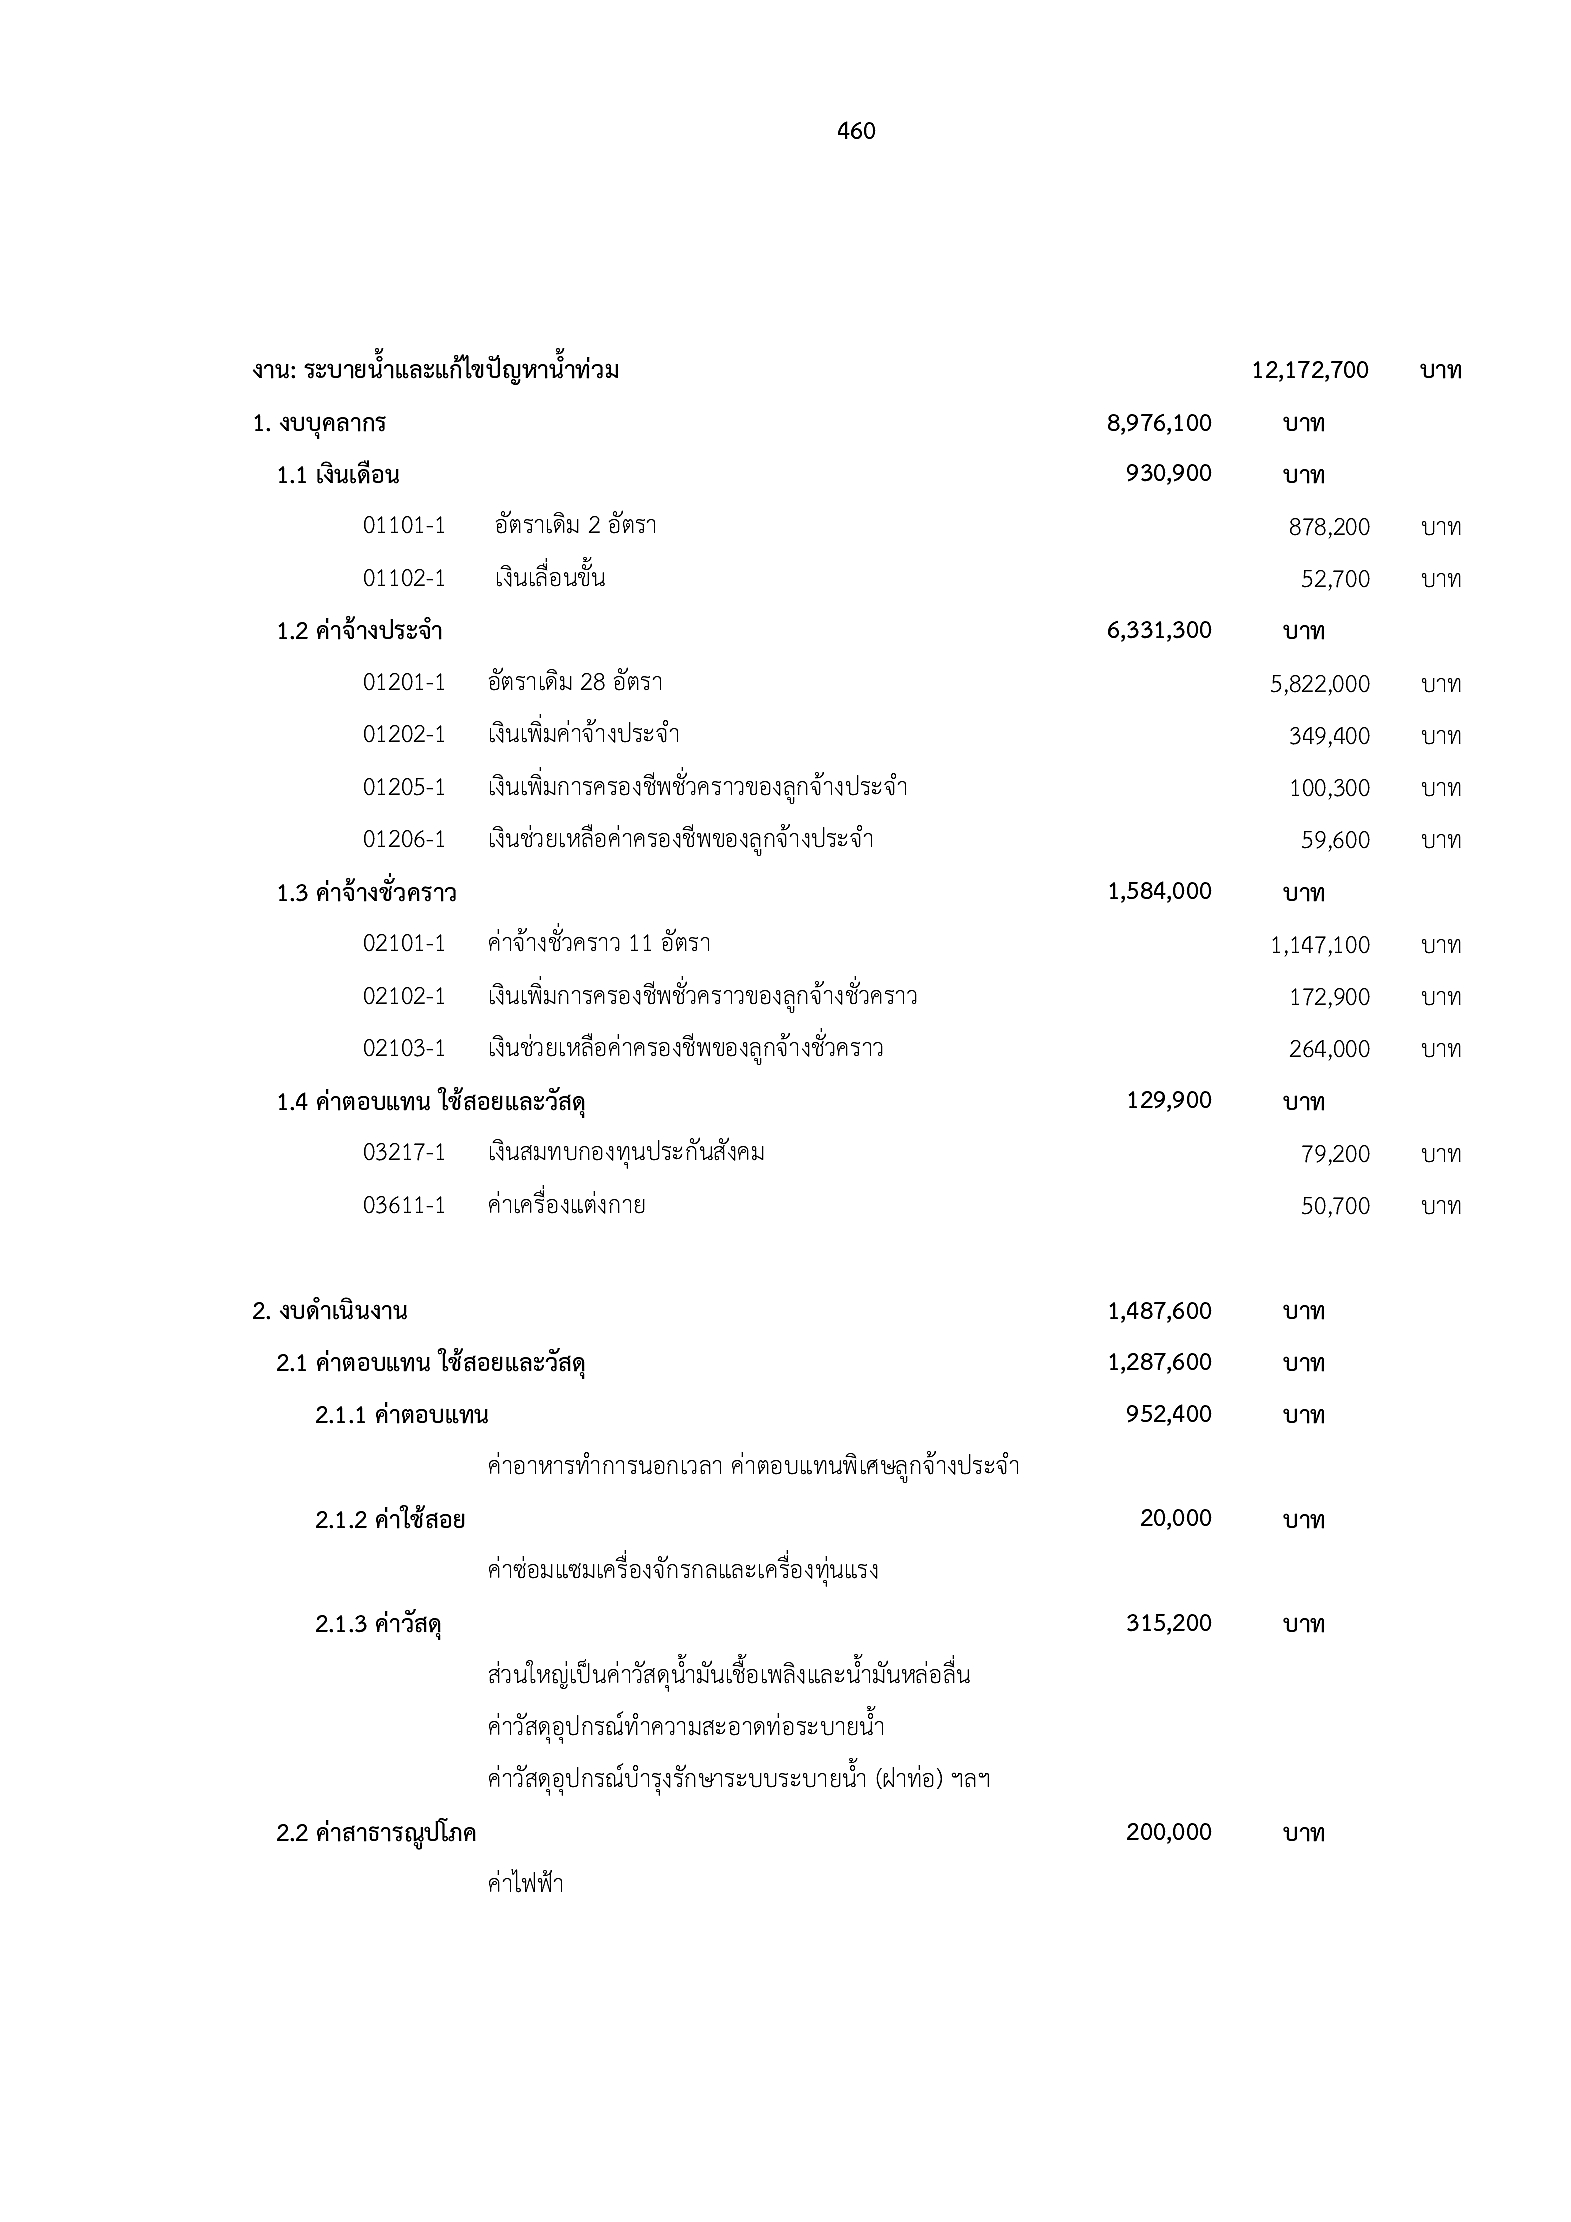 460
งาน: ระบายน้ำและแก้ไขปัญหาน้ำท่วม 12,172,700 บาท
1. งบบุคลากร 8,976,100 บาท
1.1 เงินเดือน 930,900 บาท
01101-1 อัตราเดิม 2 อัตรา 878,200 บาท
01102-1 เงินเลื่อนขั้น 52,700 บาท
1.2 ค่าจ้างประจำ 6,331,300 บาท
01201-1 อัตราเดิม 28 อัตรา 5,822,000 บาท
01202-1 เงินเพิ่มค่าจ้างประจำ 349,400 บาท
01205-1 เงินเพิ่มการครองชีพชั่วคราวของลูกจ้างประจำ 100,300 บาท
01206-1 เงินช่วยเหลือค่าครองชีพของลูกจ้างประจำ 59,600 บาท
1.3 ค่าจ้างชั่วคราว 1,584,000 บาท
02101-1 ค่าจ้างชั่วคราว 11 อัตรา 1,147,100 บาท
02102-1 เงินเพิ่มการครองชีพชั่วคราวของลูกจ้างชั่วคราว 172,900 บาท
02103-1 เงินช่วยเหลือค่าครองชีพของลูกจ้างชั่วคราว 264,000 บาท
1.4 ค่าตอบแทน ใช้สอยและวัสดุ 129,900 บาท
03217-1 เงินสมทบกองทุนประกันสังคม 79,200 บาท
03611-1 ค่าเครื่องแต่งกาย 50,700 บาท
2. งบดำเนินงาน 1,487,600 บาท
2.1 ค่าตอบแทน ใช้สอยและวัสดุ 1,287,600 บาท
2.1.1 ค่าตอบแทน 952,400 บาท
ค่าอาหารทำการนอกเวลา ค่าตอบแทนพิเศษลูกจ้างประจำ
2.1.2 ค่าใช้สอย 20,000 บาท
ค่าซ่อมแซมเครื่องจักรกลและเครื่องทุ่นแรง
2.1.3 ค่าวัสดุ 315,200 บาท
ส่วนใหญ่เป็นค่าวัสดุน้ำมันเชื้อเพลิงและน้ำมันหล่อลื่น
ค่าวัสดุอุปกรณ์ทำความสะอาดท่อระบายน้ำ
ค่าวัสดุอุปกรณ์บำรุงรักษาระบบระบายน้ำ (ฝาท่อ) ฯลฯ
2.2 ค่าสาธารณูปโภค 200,000 บาท
ค่าไฟฟ้า